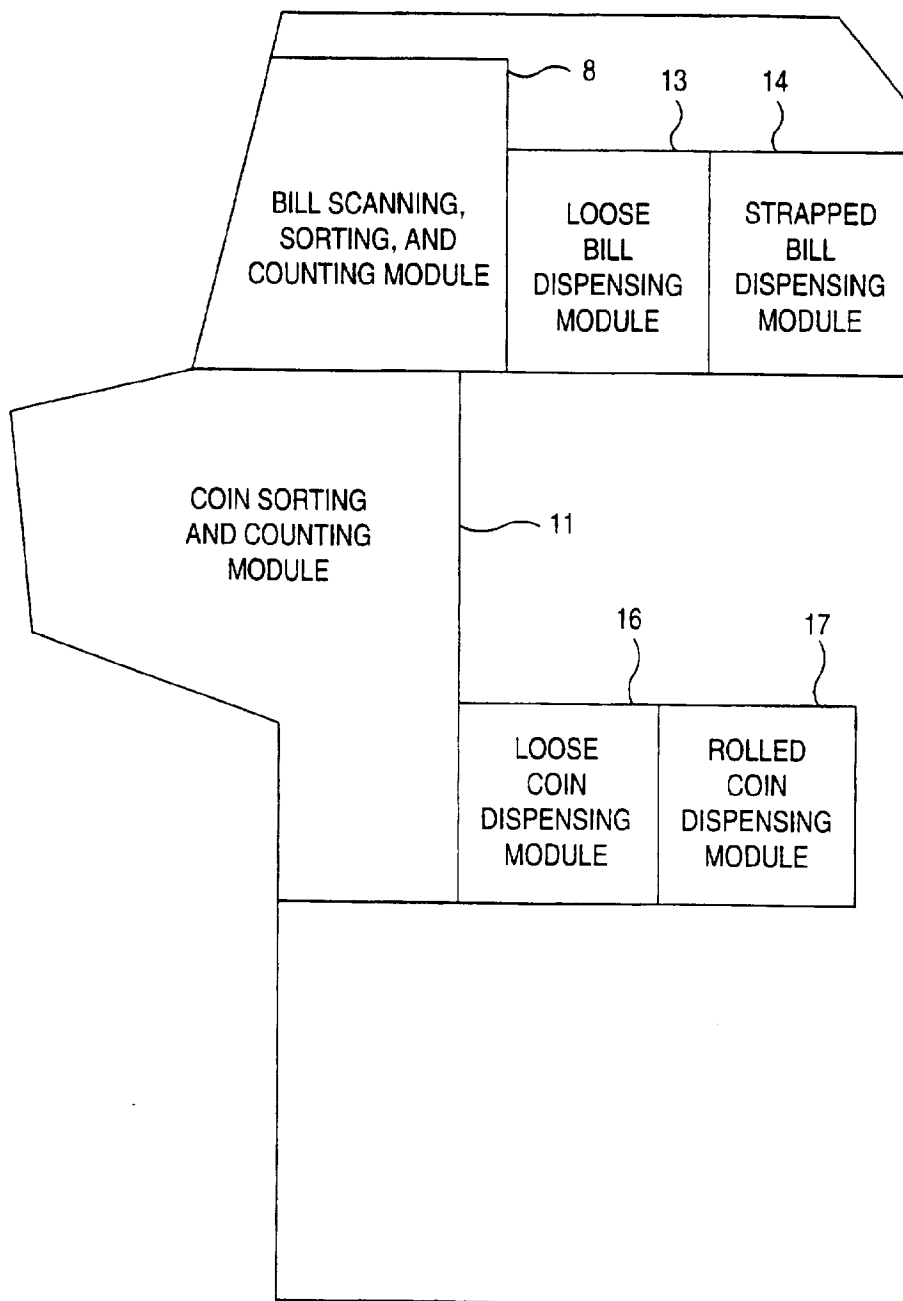 8
13
14
BILL SCANNING,
SORTING, AND
COUNTING MODULE
LOOSE
BILL
DISPENSING
MODULE
STRAPPED
BILL
DISPENSING
MODULE
COIN SORTING
AND COUNTING
MODULE
11
16
17
LOOSE
COIN
DISPENSING
MODULE
ROLLED
COIN
DISPENSING
MODULE